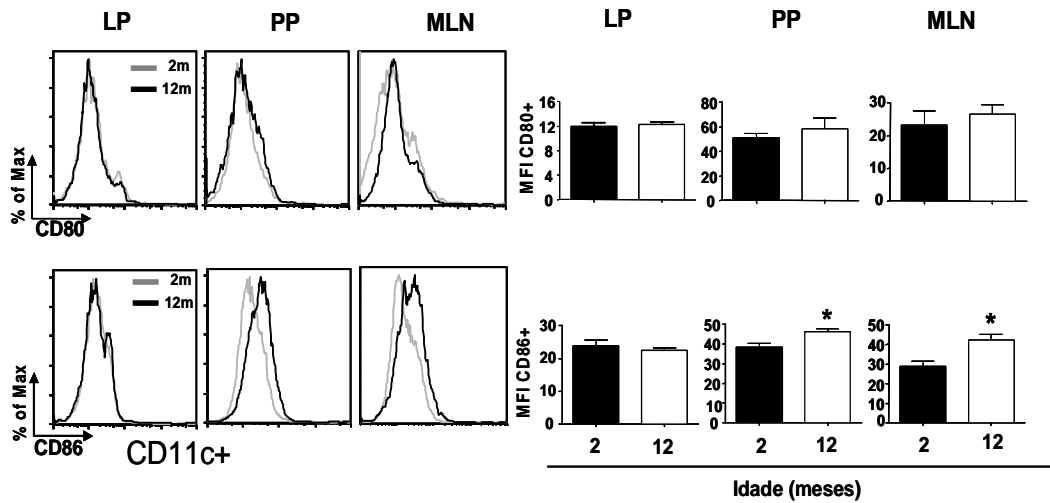 LP PP MLN
2m
12m
% of Max
CD80
2m
12m
% of Max
CD86
CD11c+
LP PP MLN
MFI CD80+
16
12
8
4
0
80
60
40
20
0
30
20
10
0
MFI CD86+
30
20
10
0
50
40
30
20
10
0
*
50
40
30
20
10
0
*
2 12 2 12 2 12
Idade (meses)